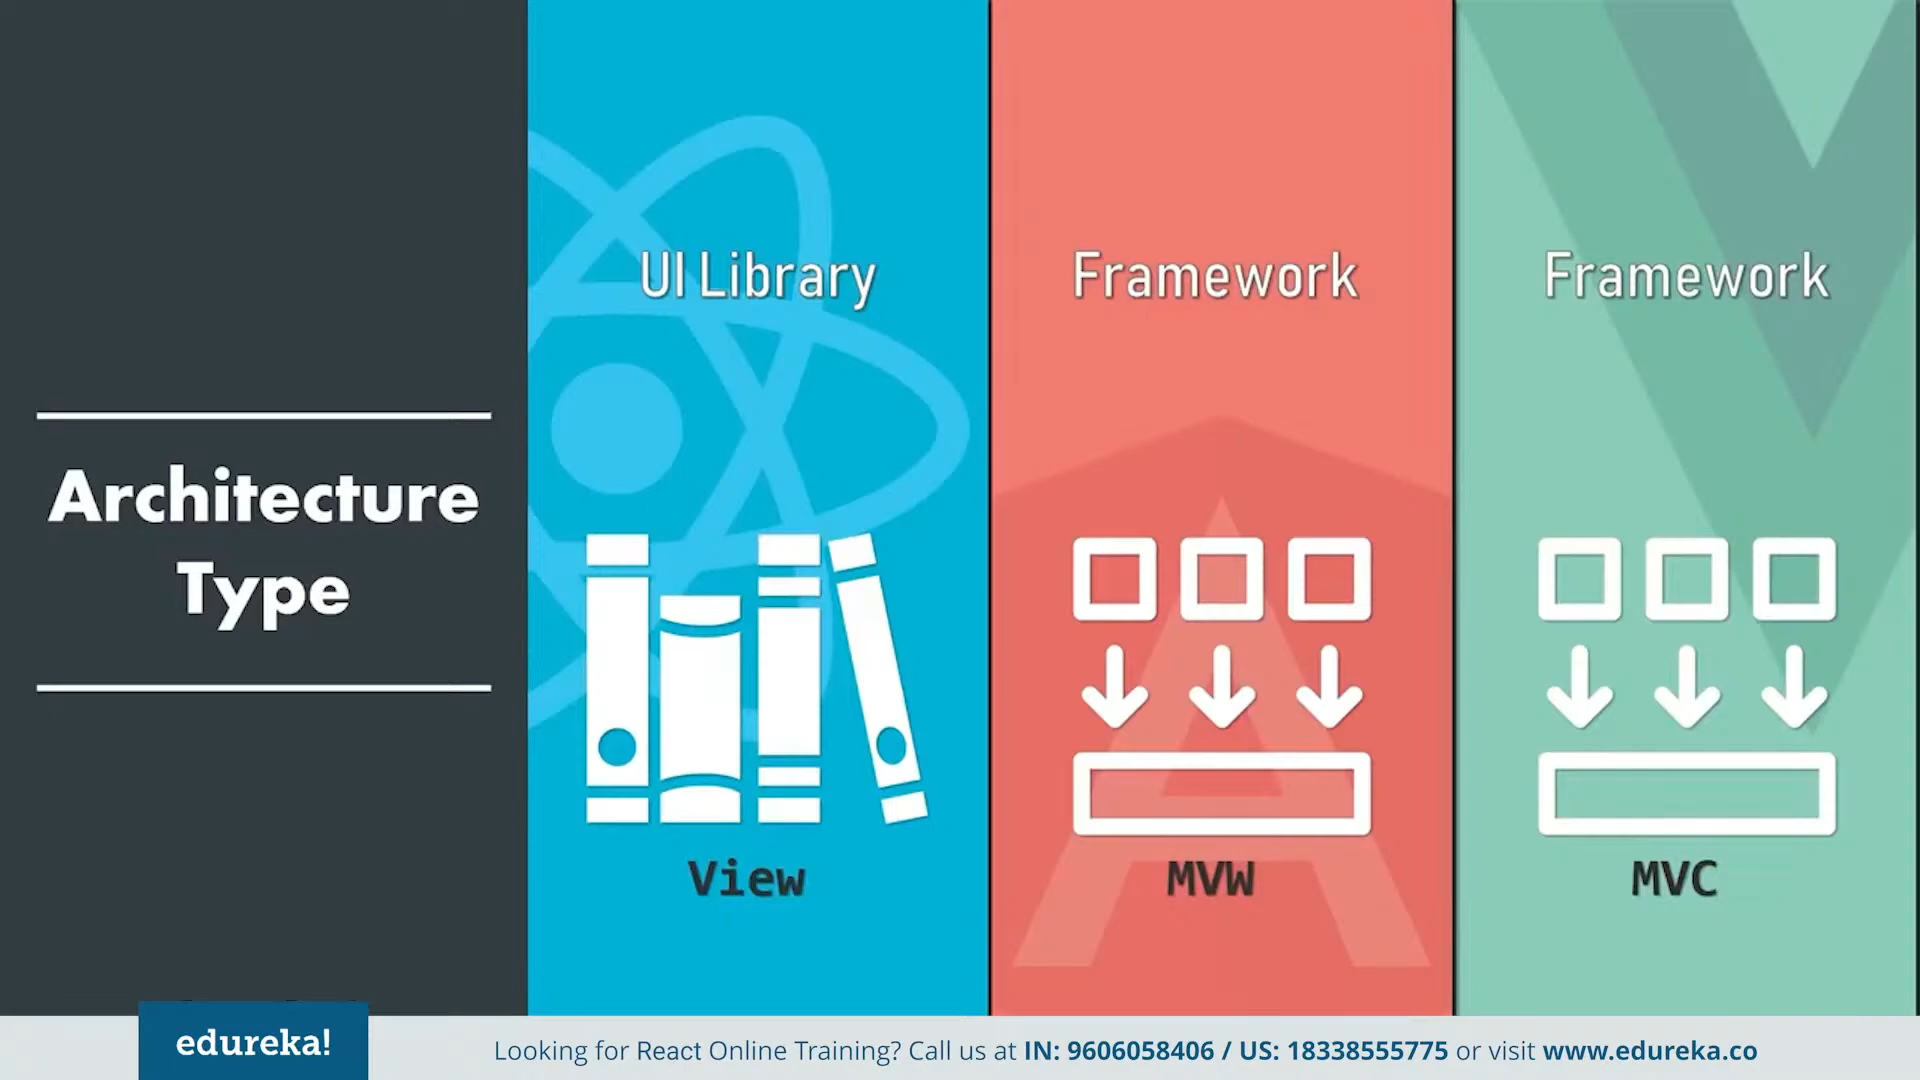 Architecture
Type
UI Library
View
Framework
MVW
Framework
MVC
edureka!
Looking for React Online Training? Call us at IN: 9606058406 / US: 18338555775 or visit www.edureka.co